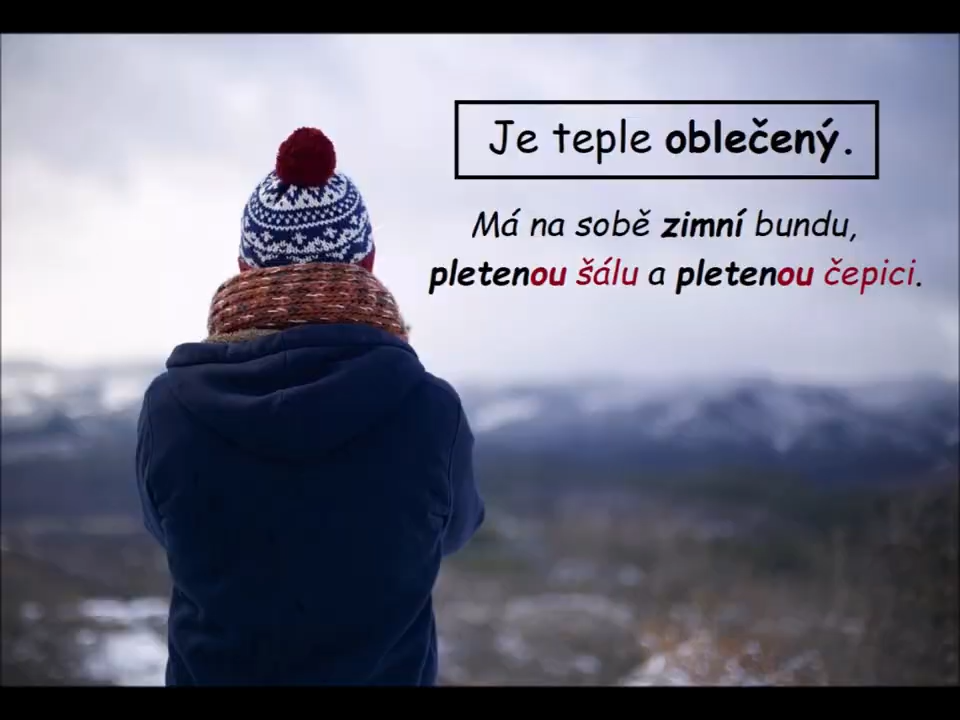 Je teple oblečený.
Má na sobě zimní bundu,
pletenou šálu a pletenou čepici.